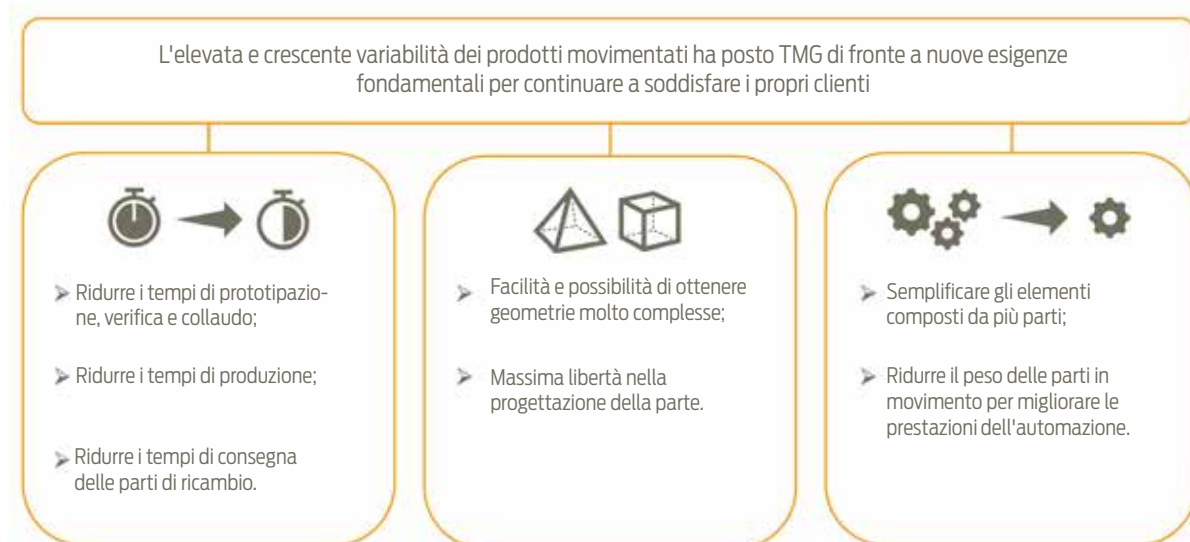 L'elevata e crescente variabilità dei prodotti movimentati ha posto TMG di fronte a nuove esigenze
fondamentali per continuare a soddisfare i propri clienti
Ridurre i tempi di prototipazio-
ne, verifica e collaudo;
Ridurre i tempi di produzione;
Ridurre i tempi di consegna
delle parti di ricambio.
Facilità e possibilità di ottenere
geometrie molto complesse;
Massima libertà nella
progettazione della parte.
Semplificare gli elementi
composti da più parti;
Ridurre il peso delle parti in
movimento per migliorare le
prestazioni dell'automazione.